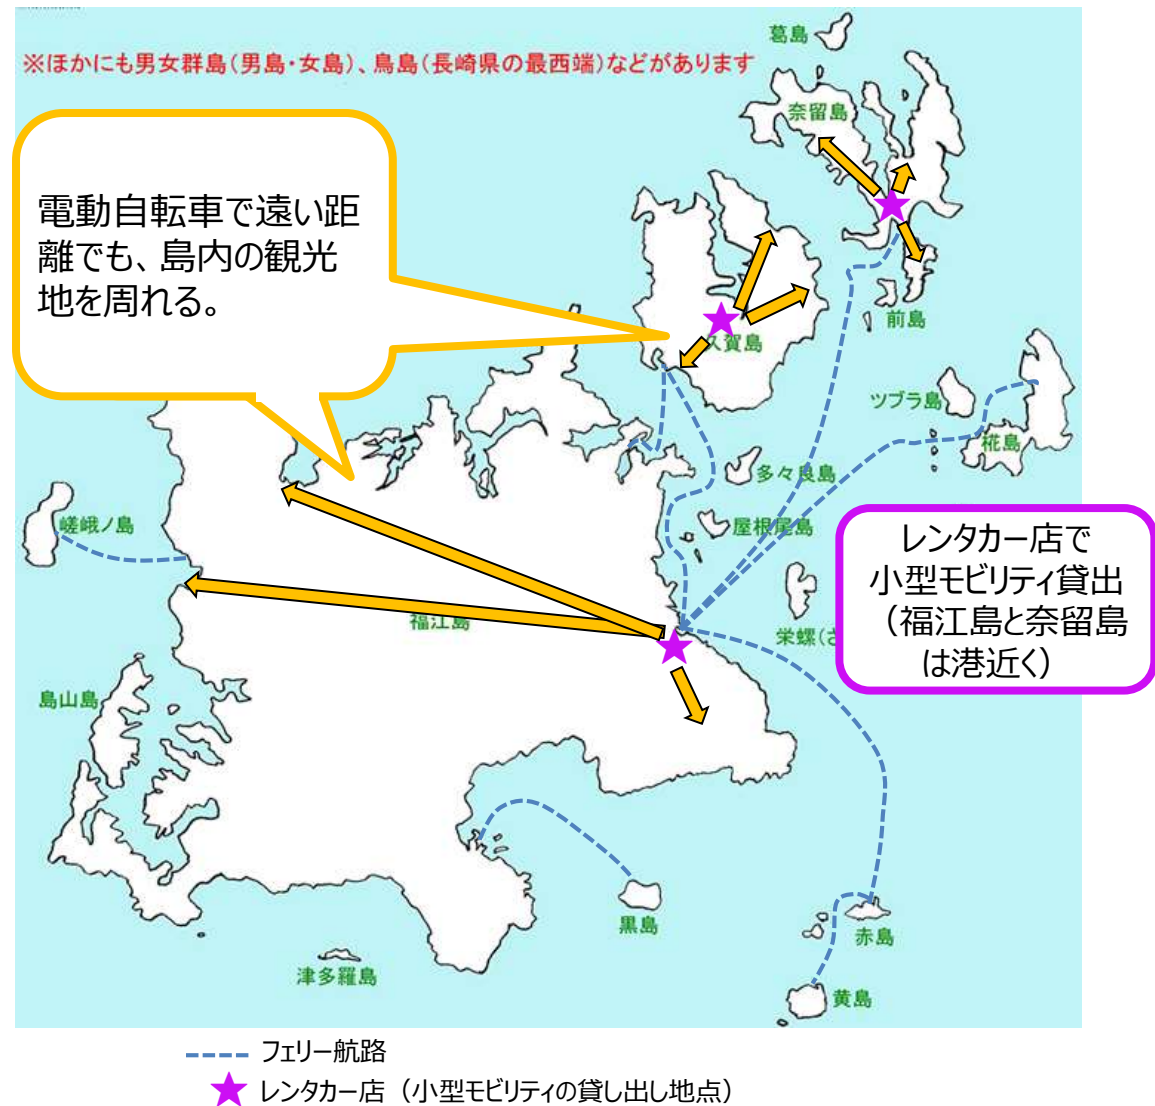 葛島
※ほかにも男女群島(男島・女島)、鳥島(長崎県の最西端)などがあります
奈留島
電動自転車で遠い距
離でも、島内の観光
地を周れる。
前島
久賀島
ツブラ島
椛島
多々良島
嵯峨ノ島
屋根尾島
レンタカー店で
小型モビリティ貸出
（福江島と奈留島
は港近く）
福江島
栄螺(さ
島山島
黒島
赤島
津多羅島
黄島
フェリー航路
レンタカー店（小型モビリティの貸し出し地点）